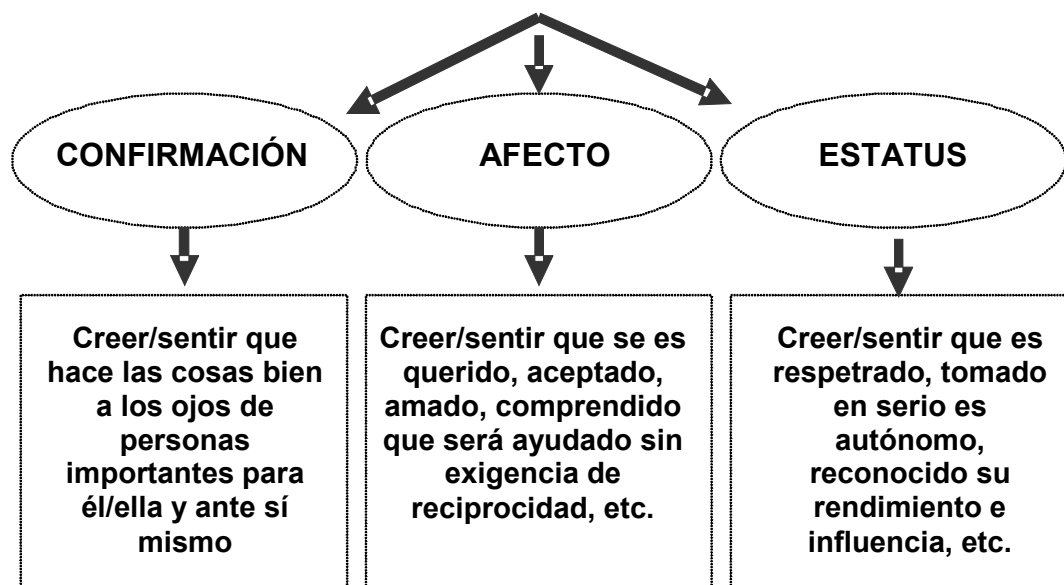 CONFIRMACIÓN
AFECTO
ESTATUS
Creer/sentir que
hace las cosas bien
a los ojos de
personas
importantes para
él/ella y ante sí
mismo
Creer/sentir que se es
querido, aceptado,
amado, comprendido
que será ayudado sin
exigencia de
reciprocidad, etc.
Creer/sentir que es
respetrado, tomado
en serio es
autónomo,
reconocido su
rendimiento e
influencia, etc.